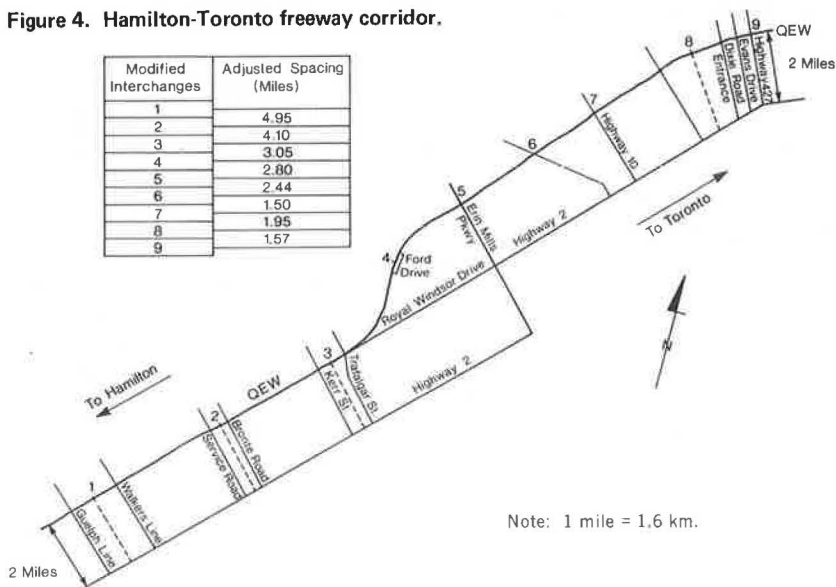 Figure 4. Hamilton-Toronto freeway corridor.
Modified Interchanges
Adjusted Spacing (Miles)
1
4.95
2
4.10
3
3.05
4
2.80
5
2.44
6
1.50
7
1.95
8
1.57
9
9
QEW
8
2 Miles
Dixie Road
Entrance
Evans Drive
Highway 427
7
Highway 10
6
To Toronto
5
Erin Mills
Pkwy
Highway 2
4
Ford
Drive
Royal Windsor Drive
N
3
Kerr St
Trafalgar St
Highway 2
QEW
To Hamilton
2
Service Road
Bronte Road
1
Guelph Line
Walkers Line
2 Miles
Note: 1 mile = 1.6 km.